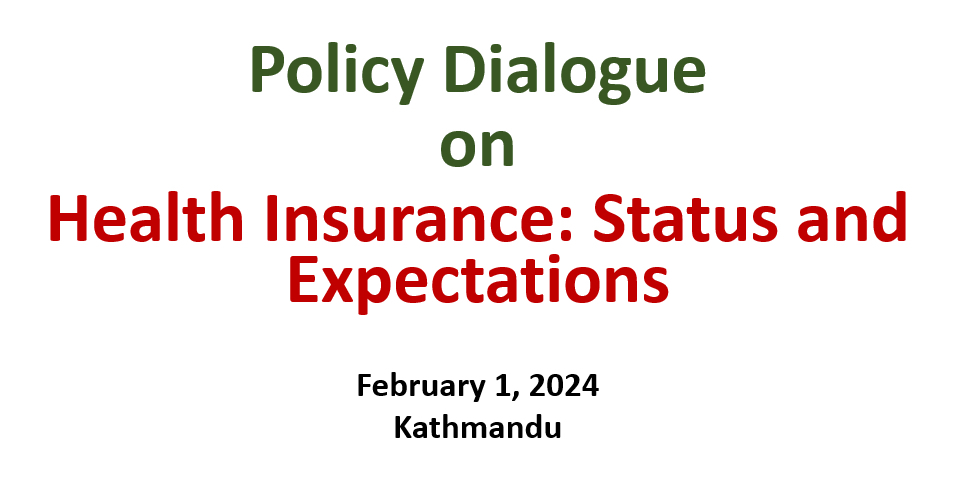 Policy Dialogue
on
Health Insurance: Status and
Expectations
February 1, 2024
Kathmandu